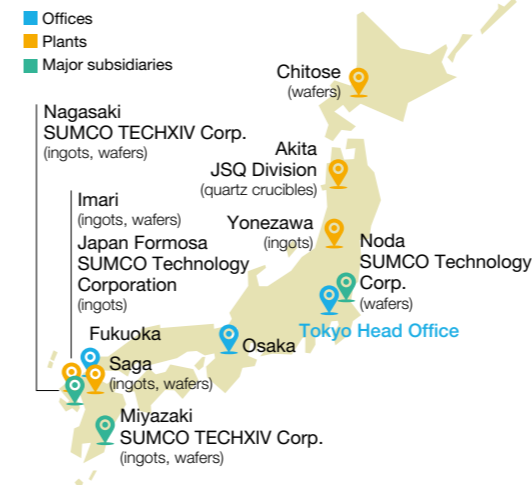 Offices
Plants
Major subsidiaries
Chitose
(wafers)
Nagasaki
SUMCO TECHXIV Corp.
(ingots, wafers)
Akita
JSQ Division
(quartz crucibles)
Imari
(ingots, wafers)
Japan Formosa
SUMCO Technology
Corporation
(ingots)
Yonezawa
(ingots)
Noda
SUMCO Technology
Corp.
(wafers)
Tokyo Head Office
Fukuoka
Osaka
Saga
(ingots, wafers)
Miyazaki
SUMCO TECHXIV Corp.
(ingots, wafers)